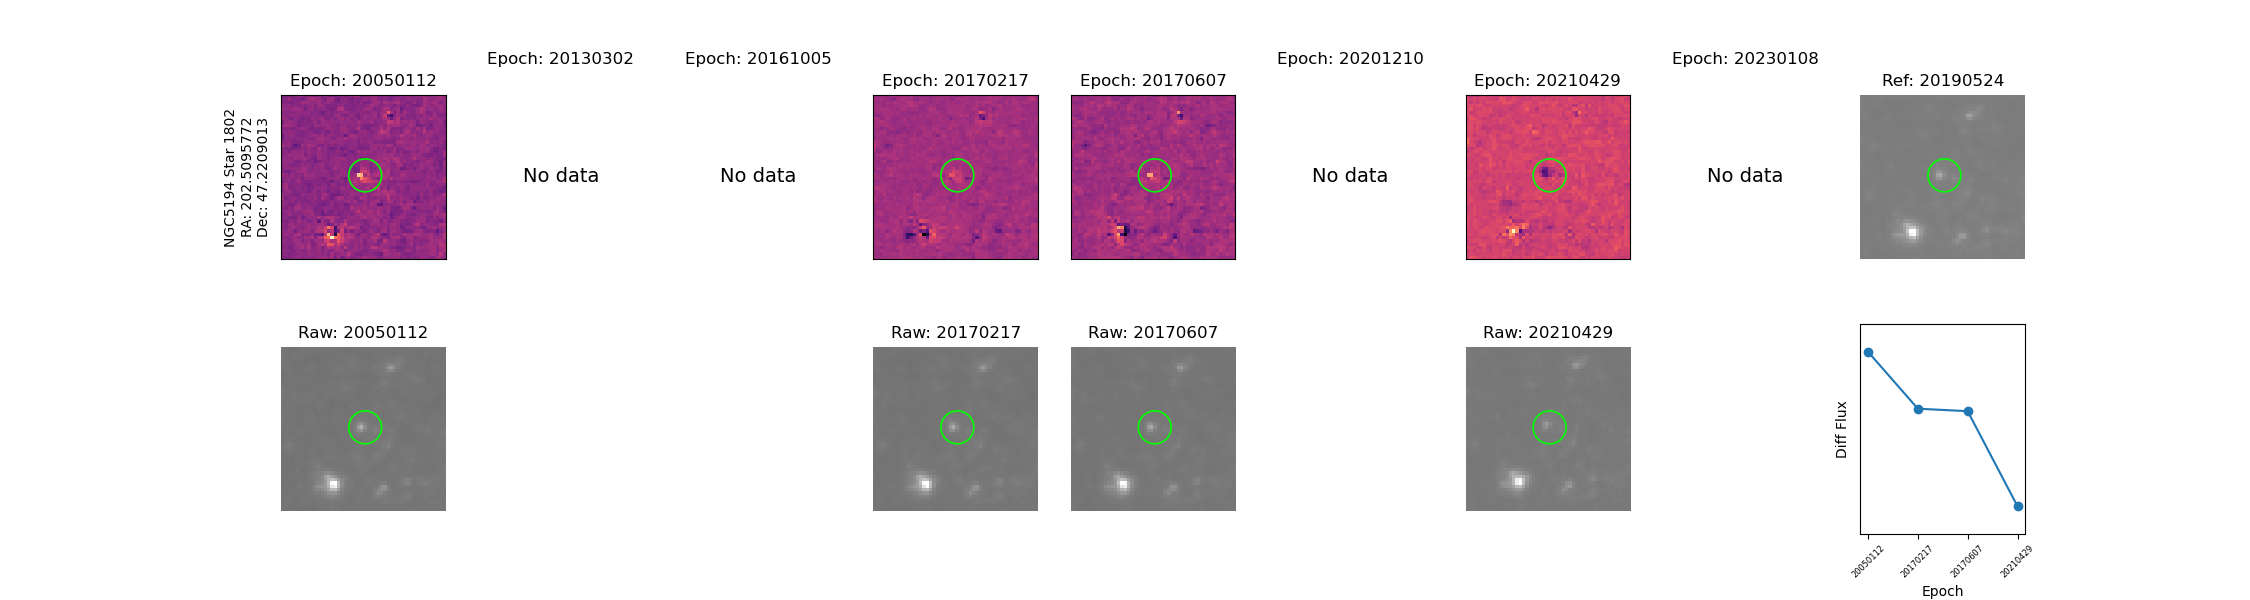 Epoch: 20130302
Epoch: 20161005
Epoch: 20201210
Epoch: 20230108
Epoch: 20050112
Epoch: 20170217
Epoch: 20170607
Epoch: 20210429
Ref: 20190524
NGC5194 Star 1802
RA: 202.5095772
Dec: 47.2209013
No data
No data
No data
No data
Raw: 20050112
Raw: 20170217
Raw: 20170607
Raw: 20210429
Diff Flux
20050112
20170217
20170607
20210429
Epoch